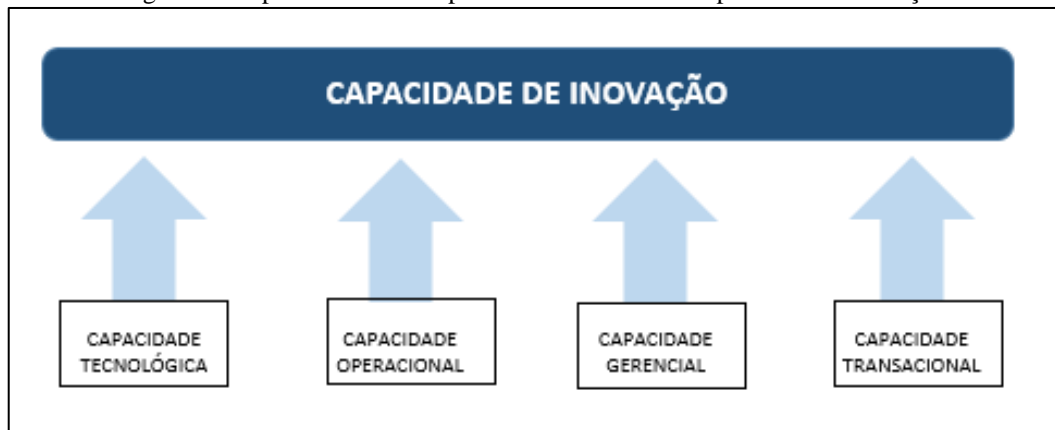 CAPACIDADE DE INOVAÇÃO
CAPACIDADE
TECNOLÓGICA
CAPACIDADE
OPERACIONAL
CAPACIDADE
GERENCIAL
CAPACIDADE
TRANSACIONAL